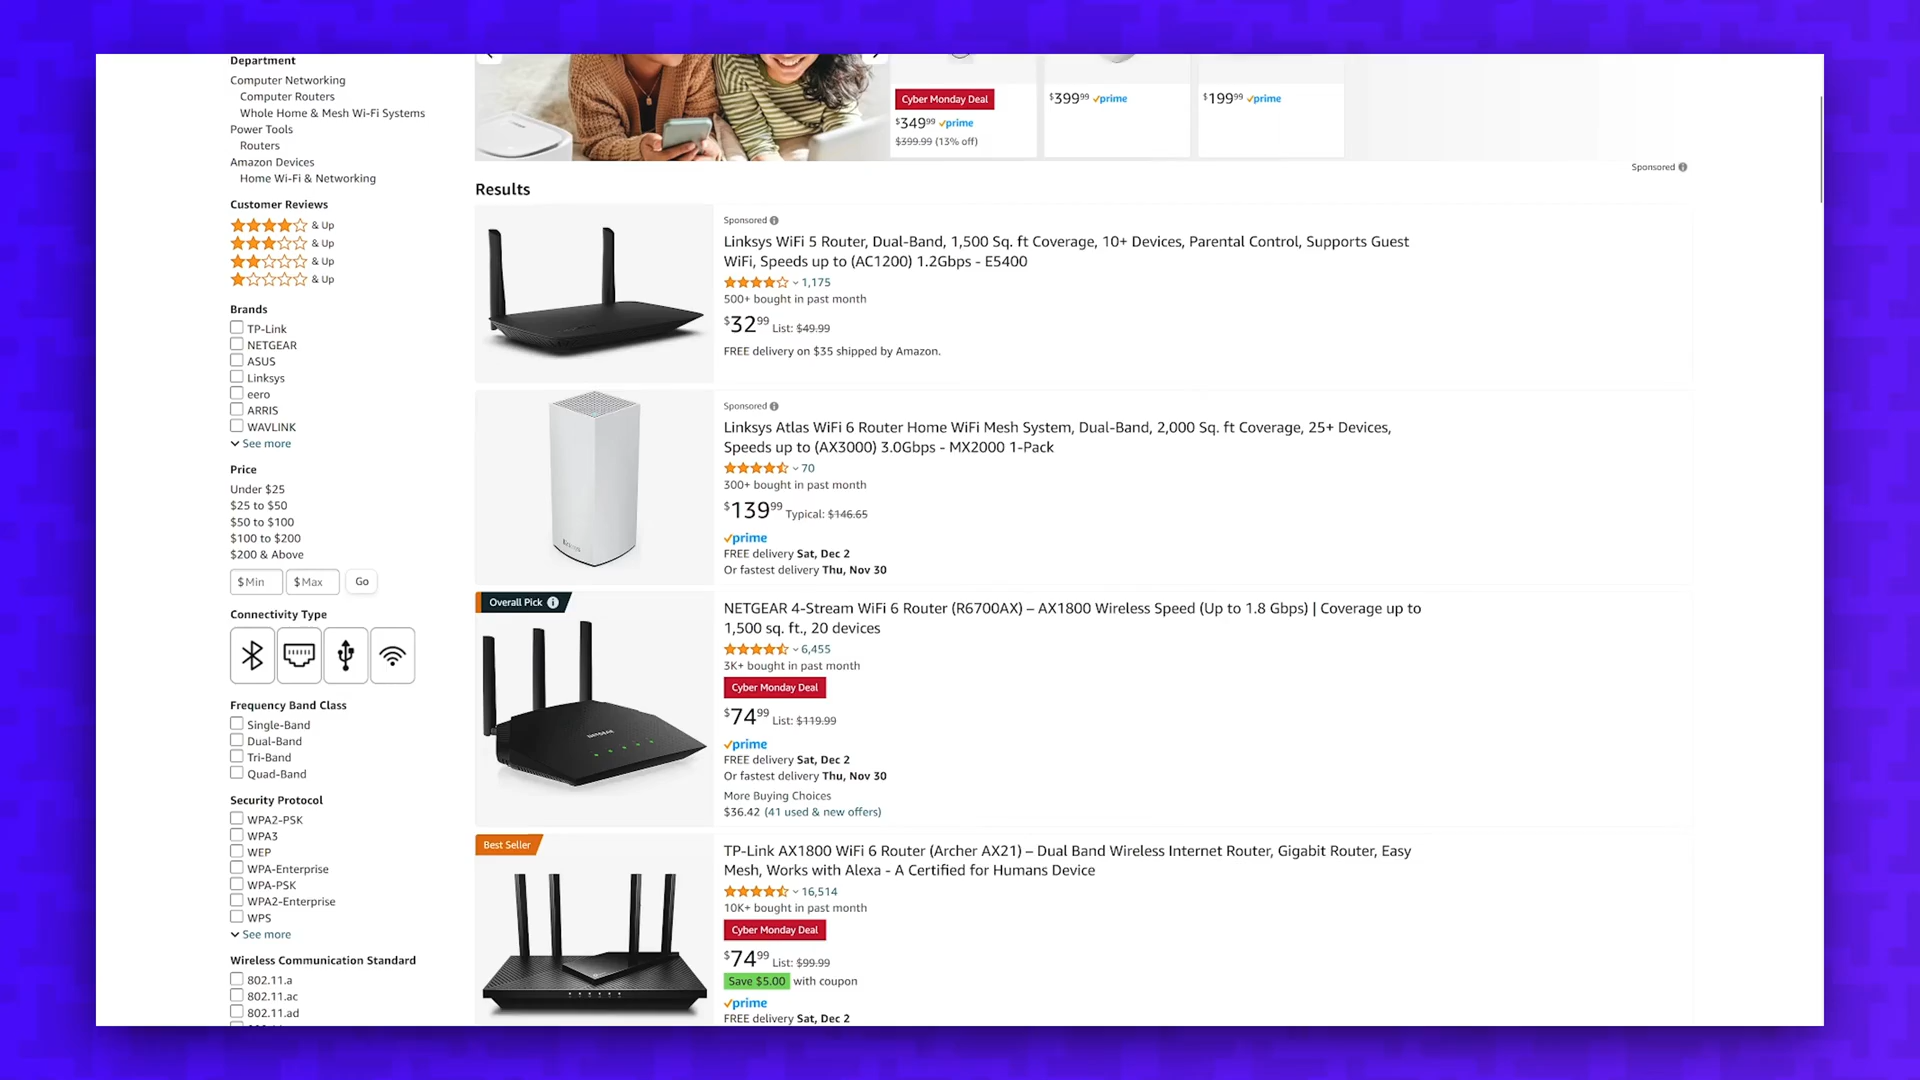 Department
Computer Networking
Computer Routers
Whole Home & Mesh Wi-Fi Systems
Power Tools
Routers
Amazon Devices
Home Wi-Fi & Networking
Customer Reviews
& Up
& Up
& Up
& Up
Brands
TP-Link
NETGEAR
ASUS
Linksys
eero
ARRIS
WAVLINK
See more
Price
Under $25
$25 to $50
$50 to $100
$100 to $200
$200 & Above
$ Min $ Max Go
Connectivity Type
Frequency Band Class
Single-Band
Dual-Band
Tri-Band
Quad-Band
Security Protocol
WPA2-PSK
WPA3
WEP
WPA-Enterprise
WPA-PSK
WPA2-Enterprise
WPS
See more
Wireless Communication Standard
802.11.a
802.11.ac
802.11.ad
Cyber Monday Deal
$349.99 prime
$399.99 (13% off)
$399.99 prime
$199.99 prime
Sponsored
Results
Sponsored
Linksys WiFi 5 Router, Dual-Band, 1,500 Sq. ft Coverage, 10+ Devices, Parental Control, Supports Guest
WiFi, Speeds up to (AC1200) 1.2Gbps - E5400
1,175
500+ bought in past month
$32.99 List: $49.99
FREE delivery on $35 shipped by Amazon.
Sponsored
Linksys Atlas WiFi 6 Router Home WiFi Mesh System, Dual-Band, 2,000 Sq. ft Coverage, 25+ Devices,
Speeds up to (AX3000) 3.0Gbps - MX2000 1-Pack
70
300+ bought in past month
$139.99 Typical: $146.65
prime
FREE delivery Sat, Dec 2
Or fastest delivery Thu, Nov 30
Overall Pick
NETGEAR
NETGEAR 4-Stream WiFi 6 Router (R6700AX) – AX1800 Wireless Speed (Up to 1.8 Gbps) | Coverage up to
1,500 sq. ft., 20 devices
6,455
3K+ bought in past month
Cyber Monday Deal
$74.99 List: $119.99
prime
FREE delivery Sat, Dec 2
Or fastest delivery Thu, Nov 30
More Buying Choices
$36.42 (41 used & new offers)
Best Seller
TP-Link AX1800 WiFi 6 Router (Archer AX21) – Dual Band Wireless Internet Router, Gigabit Router, Easy
Mesh, Works with Alexa - A Certified for Humans Device
16,514
10K+ bought in past month
Cyber Monday Deal
$74.99 List: $99.99
Save $5.00 with coupon
prime
FREE delivery Sat, Dec 2